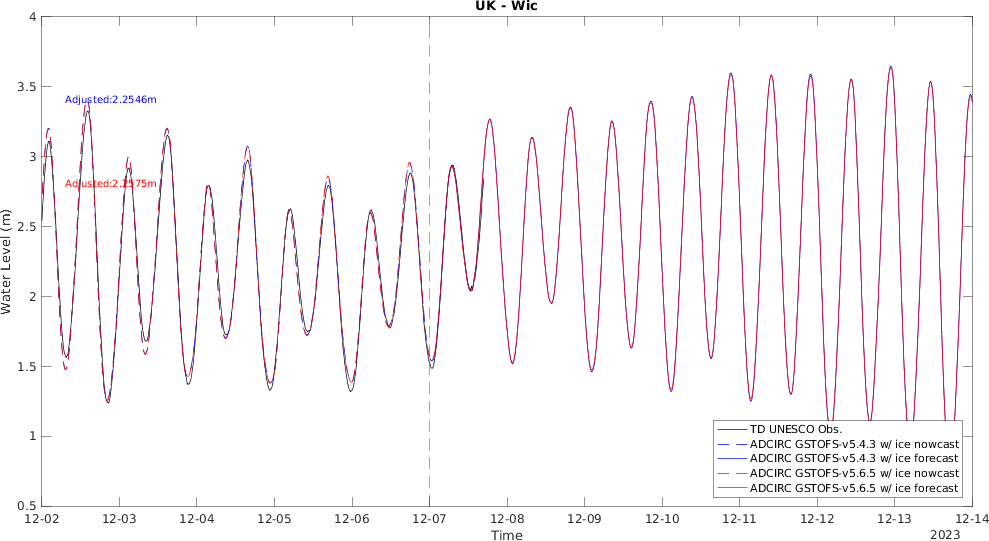 UK - Wic
4
3.5
3
2.5
2
1.5
1
0.5
Water Level (m)
Adjusted:2.2546m
Adjusted:2.2575m
TD UNESCO Obs.
ADCIRC GSTOFS-v5.4.3 w/ ice nowcast
ADCIRC GSTOFS-v5.4.3 w/ ice forecast
ADCIRC GSTOFS-v5.6.5 w/ ice nowcast
ADCIRC GSTOFS-v5.6.5 w/ ice forecast
12-02 12-03 12-04 12-05 12-06 12-07 12-08 12-09 12-10 12-11 12-12 12-13 12-14
Time
2023